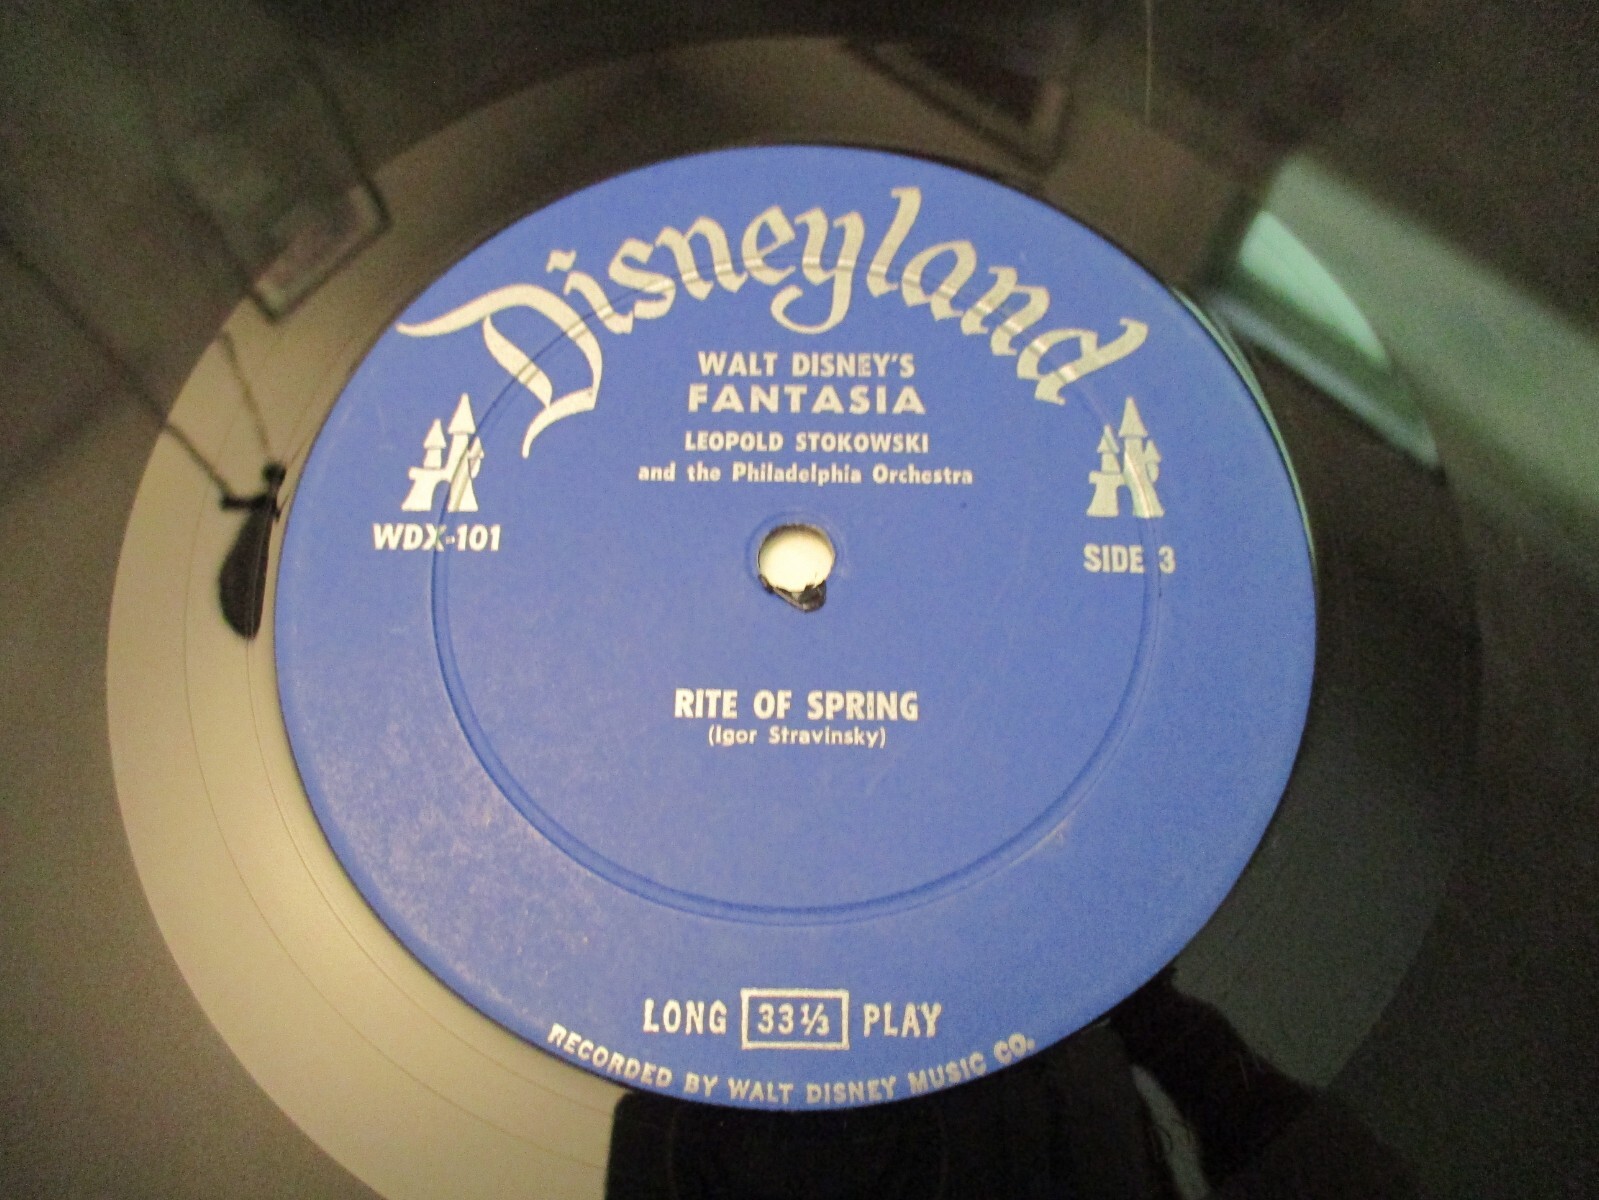 Disneyland
WALT DISNEY'S
FANTASIA
LEOPOLD STOKOWSKI
and the Philadelphia Orchestra
WDX-101
SIDE 3
RITE OF SPRING
(Igor Stravinsky)
LONG 33⅓ PLAY
RECORDED BY WALT DISNEY MUSIC CO.